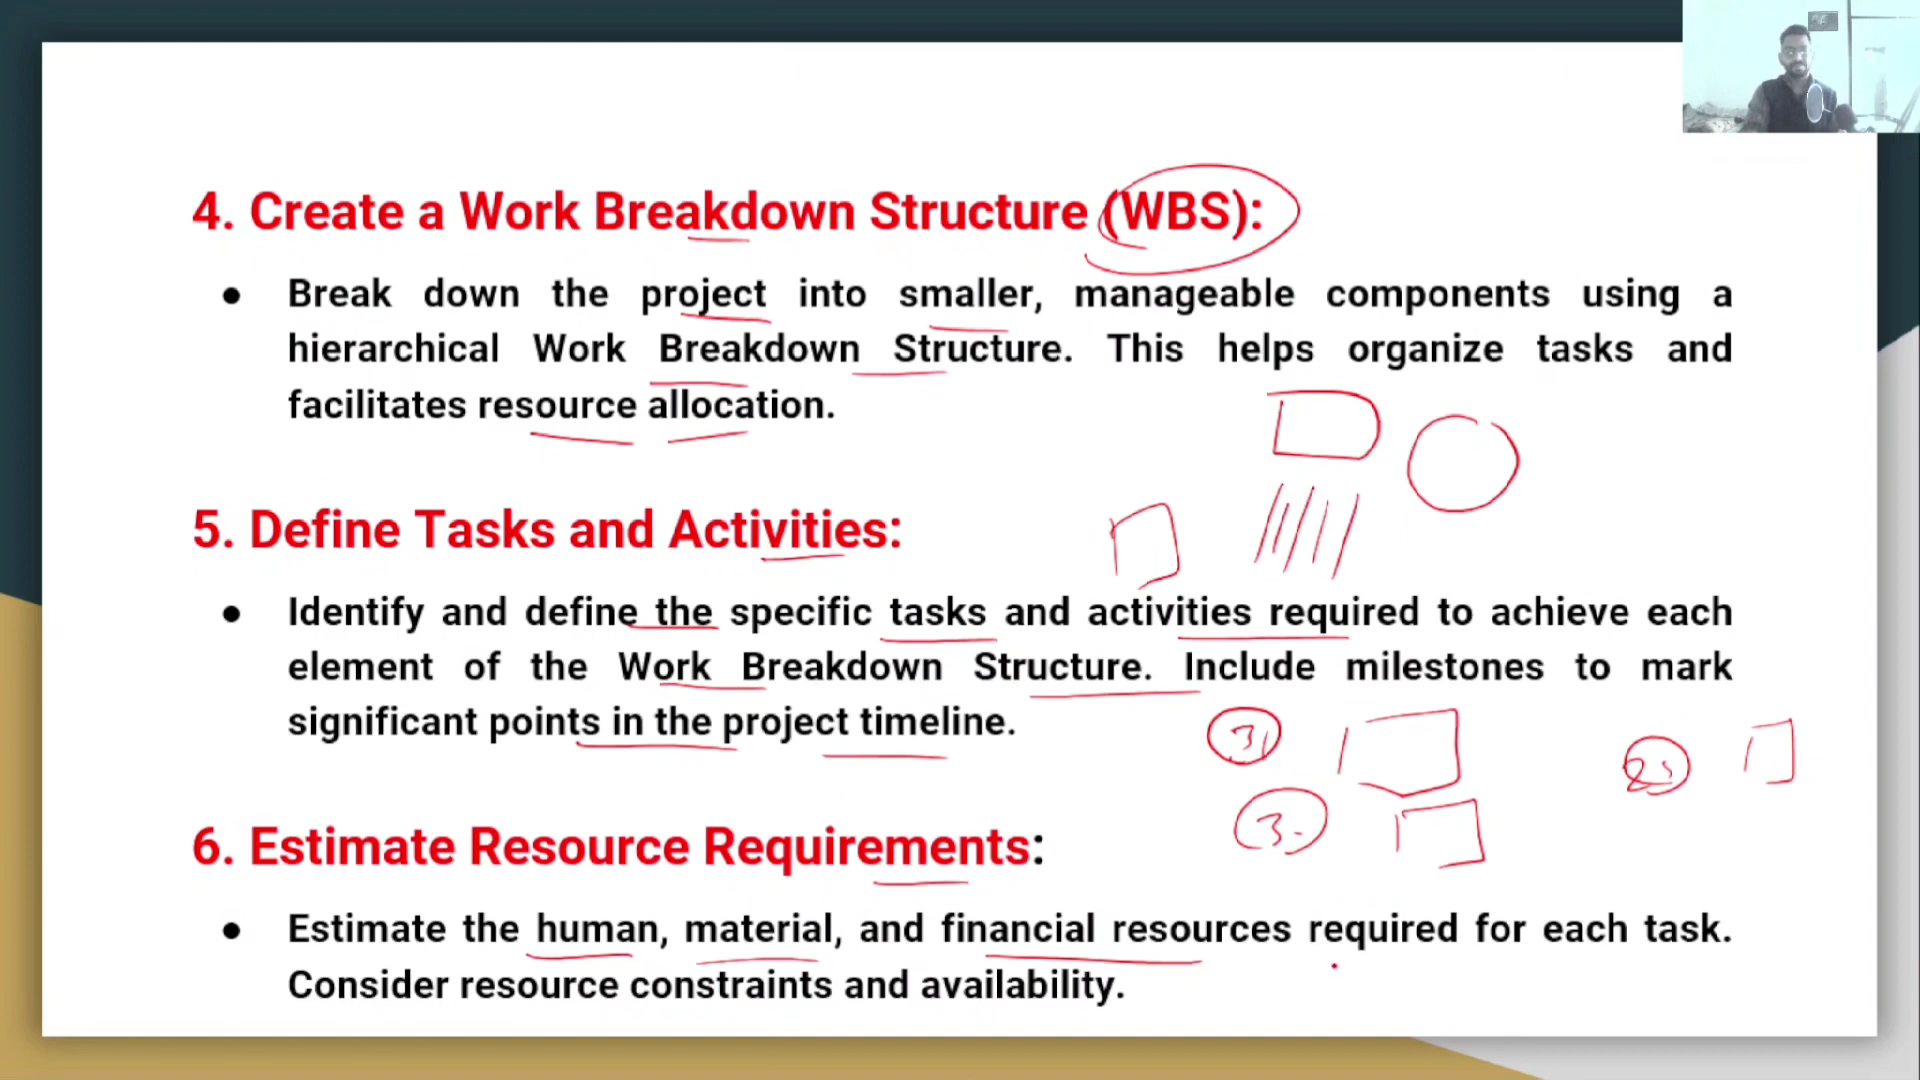 4. Create a Work Breakdown Structure (WBS):
● Break down the project into smaller, manageable components using a
hierarchical Work Breakdown Structure. This helps organize tasks and
facilitates resource allocation.
5. Define Tasks and Activities:
● Identify and define the specific tasks and activities required to achieve each
element of the Work Breakdown Structure. Include milestones to mark
significant points in the project timeline.
6. Estimate Resource Requirements:
● Estimate the human, material, and financial resources required for each task.
Consider resource constraints and availability.